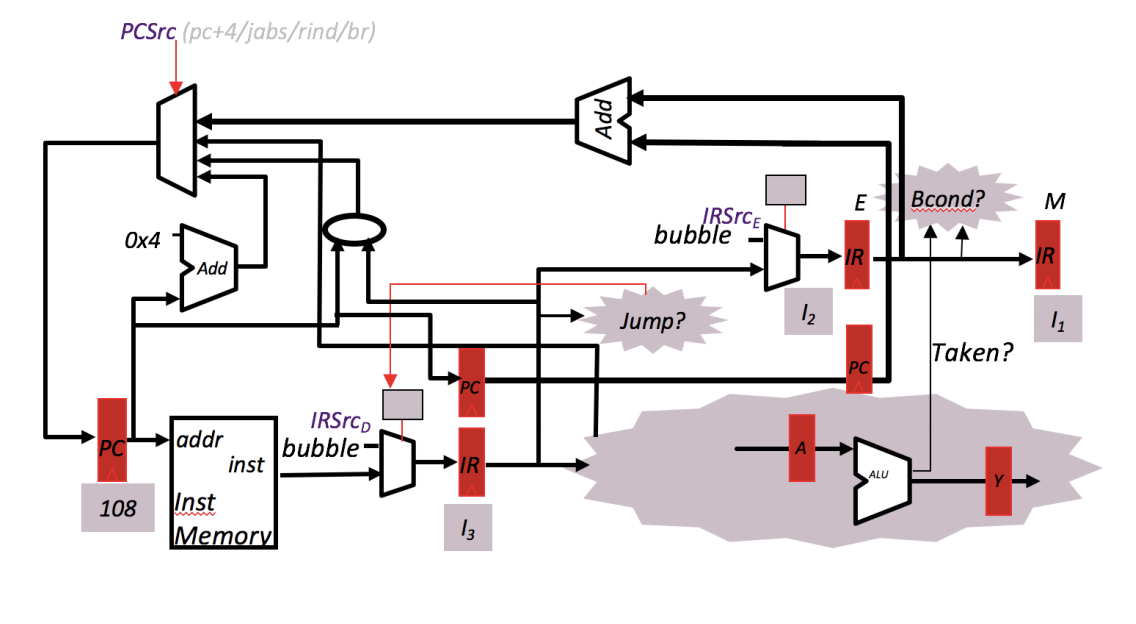 PCSrc (pc+4/jabs/rind/br)
Add
E
Bcond?
M
IRSrcE
bubble
0x4
Add
IR
IR
I2
I1
Jump?
Taken?
PC
PC
IRSrcD
bubble
PC
addr
inst
IR
A
ALU
Y
108
Inst
Memory
I3